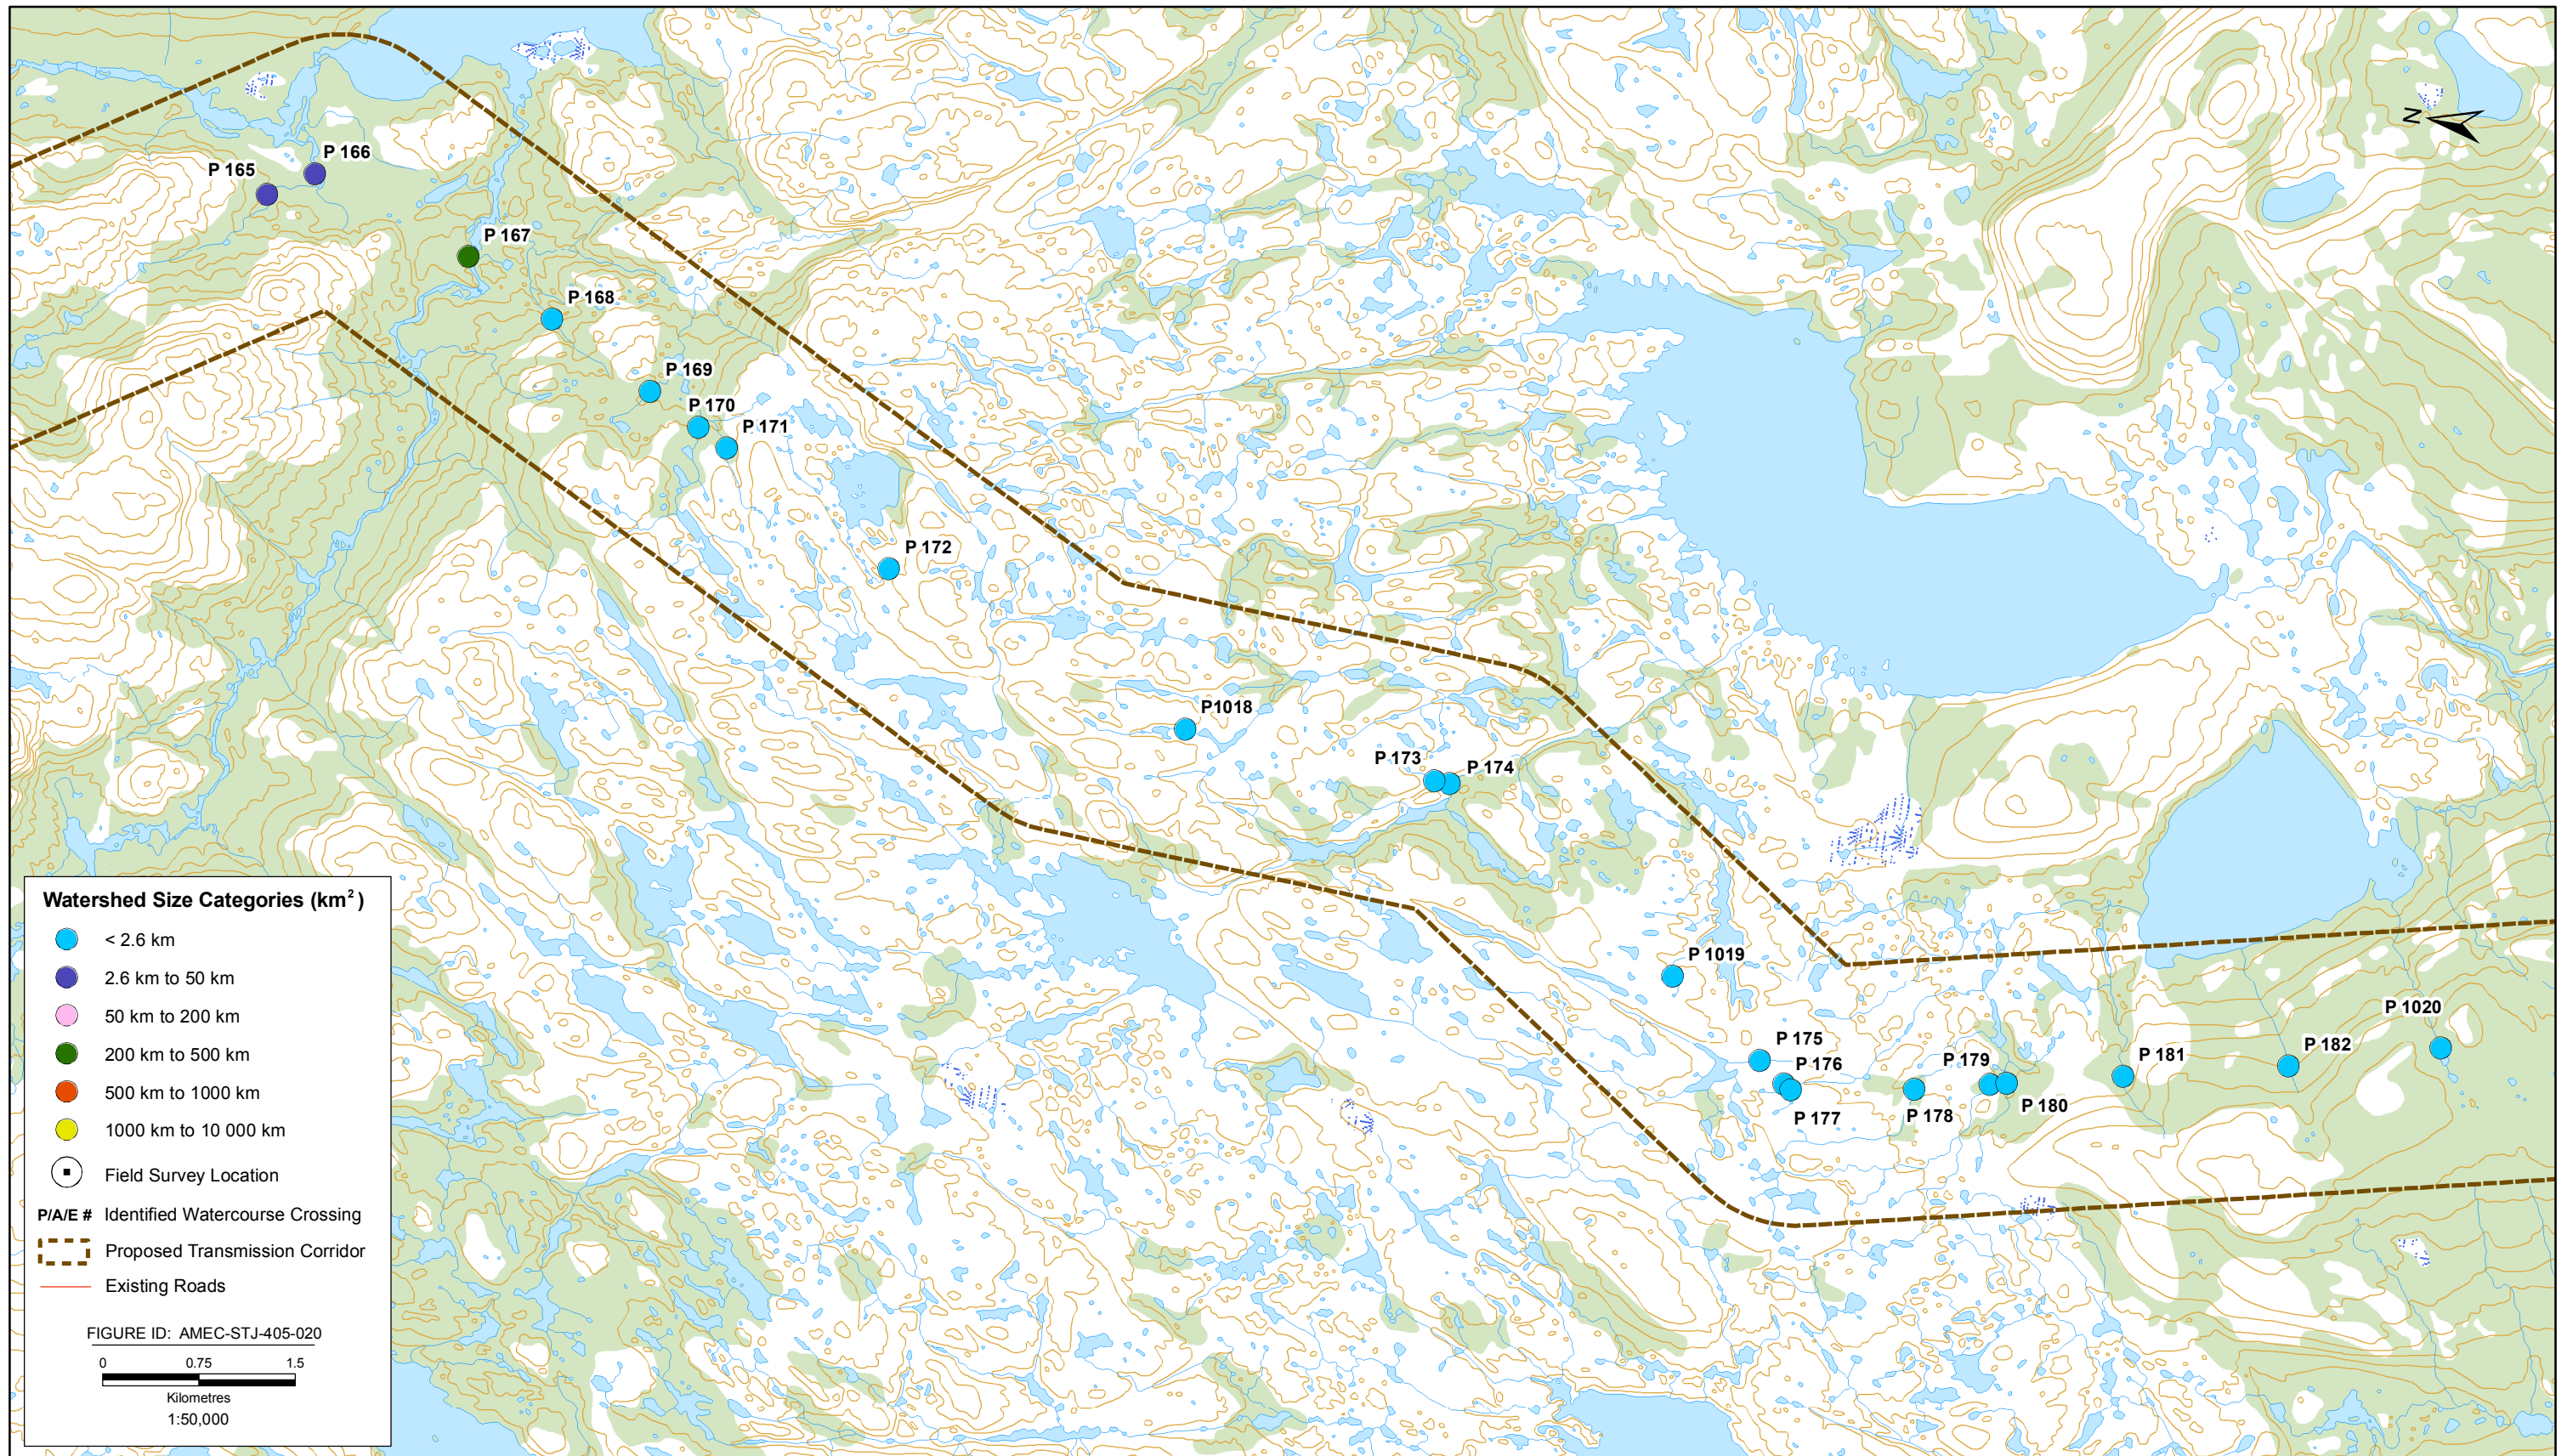 N
P 166
P 165
P 167
P 168
P 169
P 170
P 171
P 172
P1018
P 173
P 174
P 1019
P 1020
P 175
P 176
P 177
P 178
P 179
P 180
P 181
P 182
Watershed Size Categories (km²)
< 2.6 km
2.6 km to 50 km
50 km to 200 km
200 km to 500 km
500 km to 1000 km
1000 km to 10 000 km
Field Survey Location
P/A/E # Identified Watercourse Crossing
Proposed Transmission Corridor
Existing Roads
FIGURE ID: AMEC-STJ-405-020
0 0.75 1.5
Kilometres
1:50,000